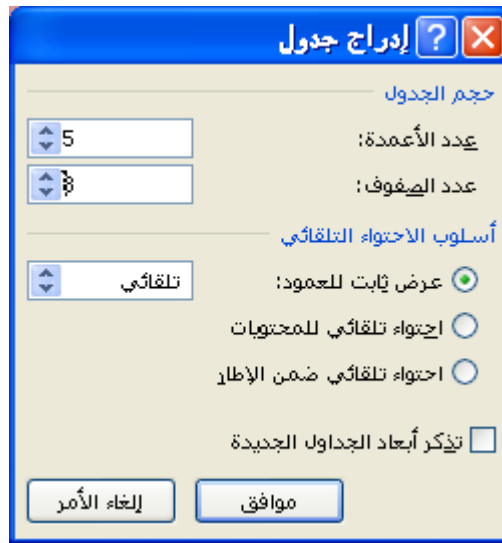 إدراج جدول
حجم الجدول
عدد الأعمدة: 5
عدد الصفوف:
أسلوب الاحتواء التلقائي
عرض ثابت للعمود: تلقائي
احتواء تلقائي للمحتويات
احتواء تلقائي ضمن الإطار
تذكر أبعاد الجداول الجديدة
موافق إلغاء الأمر